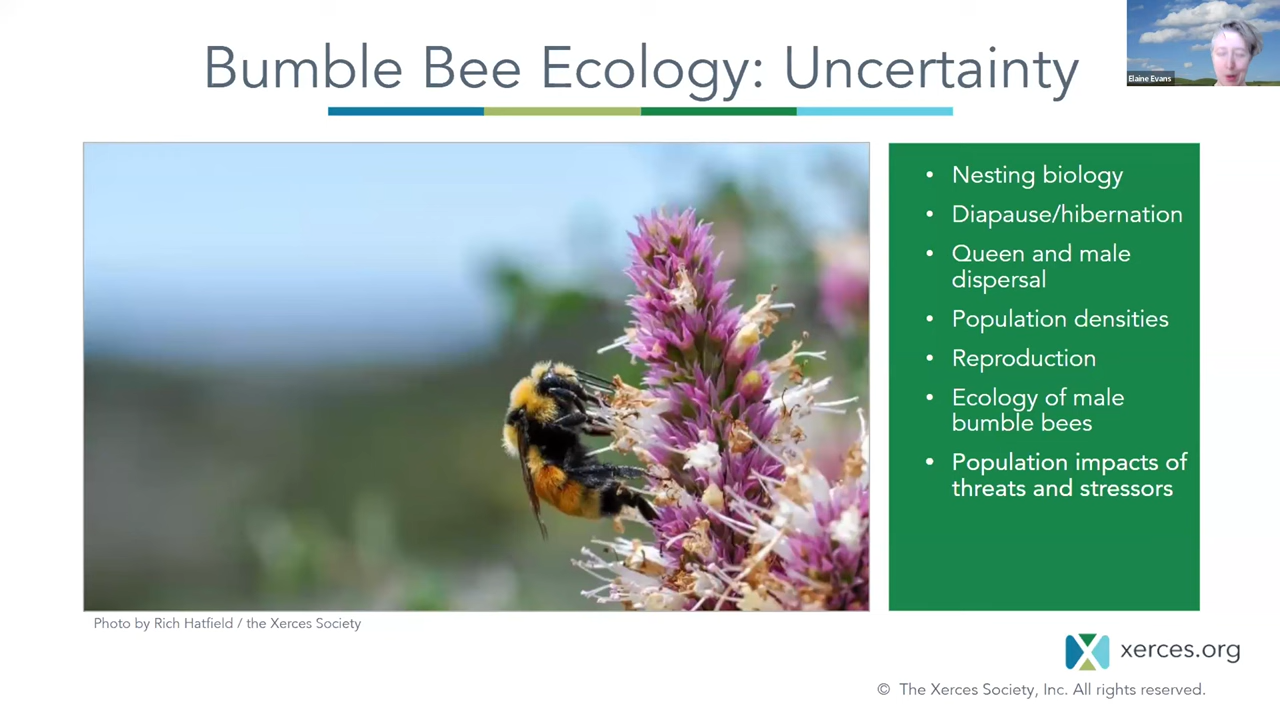 Bumble Bee Ecology: Uncertainty
Elaine Evans
• Nesting biology
• Diapause/hibernation
• Queen and male
dispersal
• Population densities
• Reproduction
• Ecology of male
bumble bees
• Population impacts of
threats and stressors
Photo by Rich Hatfield / the Xerces Society
xerces.org
© The Xerces Society, Inc. All rights reserved.